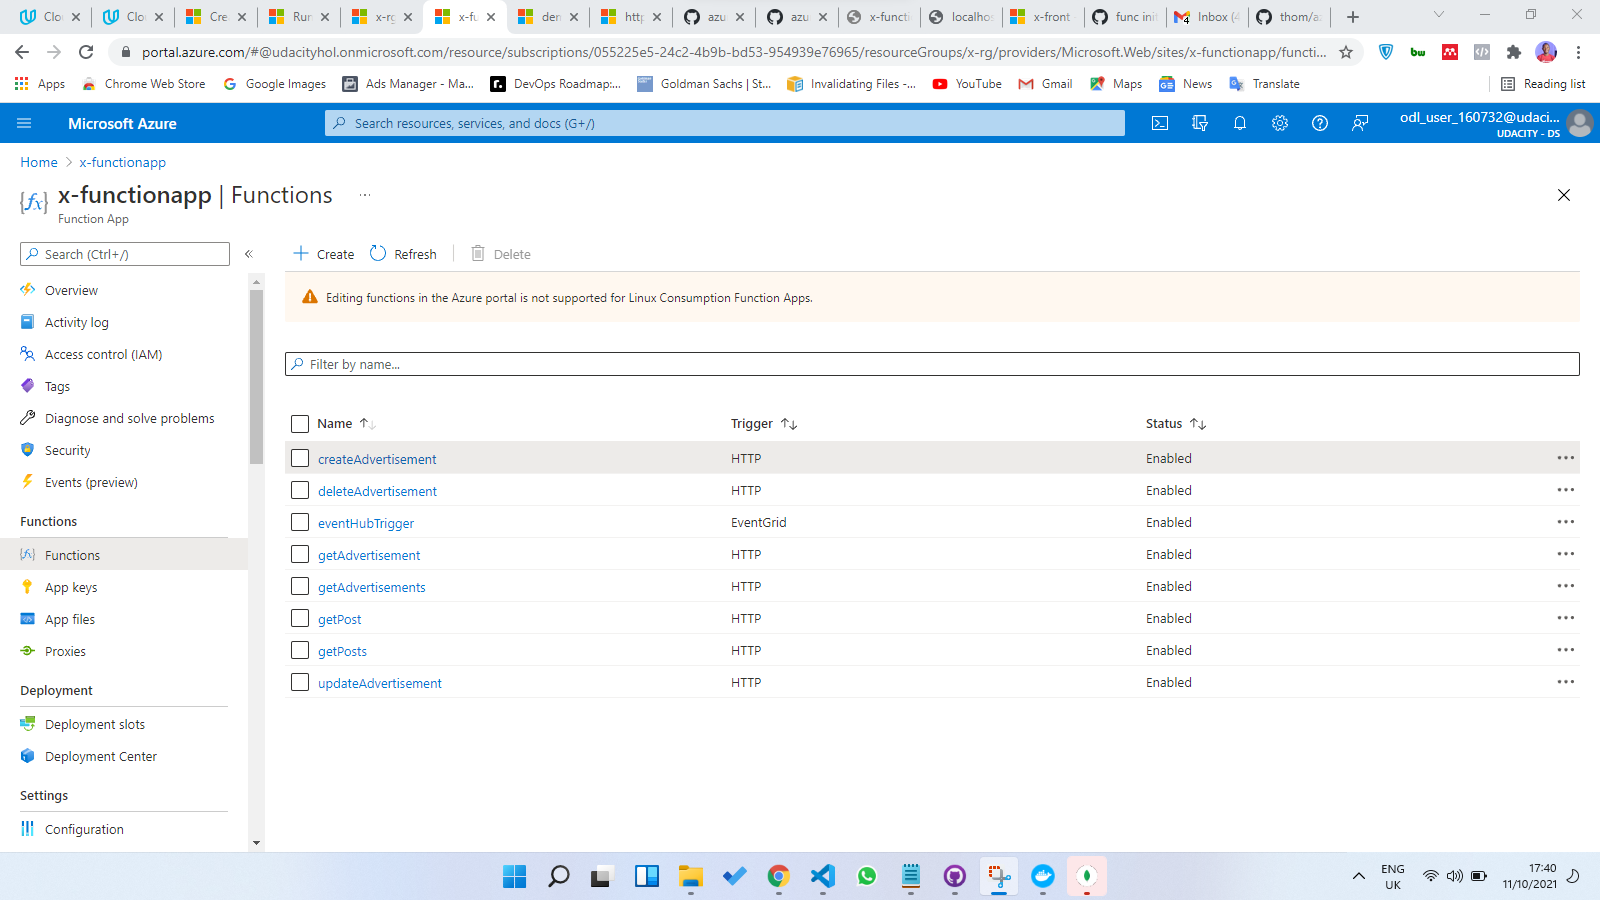 Clou
Clou
Cre
Run
x-rg
x-fu
den
http
azu
azu
x-functi
localhos
x-front
func init
Inbox (4
thom/az
portal.azure.com/#@udacityhol.onmicrosoft.com/resource/subscriptions/055225e5-24c2-4b9b-bd53-954939e76965/resourceGroups/x-rg/providers/Microsoft.Web/sites/x-functionapp/functi...
Apps
Chrome Web Store
Google Images
Ads Manager - Ma...
DevOps Roadmap:...
Goldman Sachs | St...
Invalidating Files -...
YouTube
Gmail
Maps
News
Translate
Reading list
Microsoft Azure
Search resources, services, and docs (G+/)
odl_user_160732@udaci...
UDACITY - DS
Home > x-functionapp
x-functionapp | Functions ...
Function App
Search (Ctrl+/) «
Create
Refresh
Delete
Overview
Activity log
Access control (IAM)
Tags
Diagnose and solve problems
Security
Events (preview)
Functions
Functions
App keys
App files
Proxies
Deployment
Deployment slots
Deployment Center
Settings
Configuration
Editing functions in the Azure portal is not supported for Linux Consumption Function Apps.
Filter by name...
Name ↑↓ Trigger ↑↓ Status ↑↓
createAdvertisement HTTP Enabled ...
deleteAdvertisement HTTP Enabled ...
eventHubTrigger EventGrid Enabled ...
getAdvertisement HTTP Enabled ...
getAdvertisements HTTP Enabled ...
getPost HTTP Enabled ...
getPosts HTTP Enabled ...
updateAdvertisement HTTP Enabled ...
ENG
UK
17:40
11/10/2021